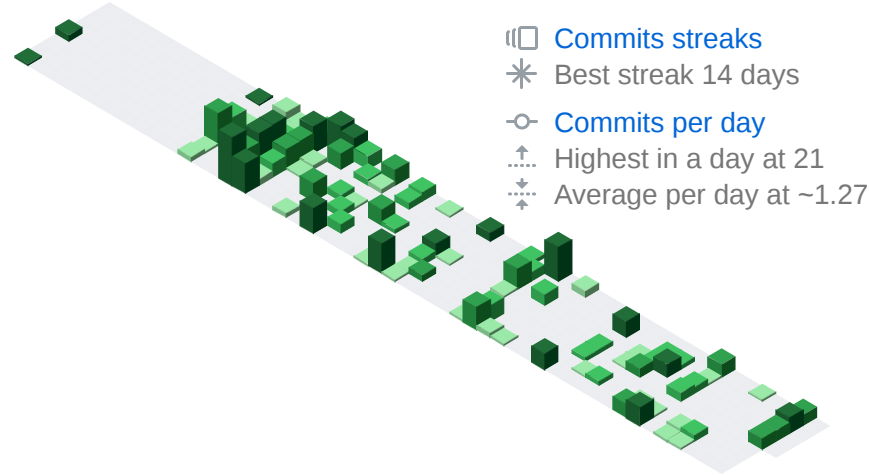 Commits streaks
Best streak 14 days
Commits per day
Highest in a day at 21
Average per day at ~1.27